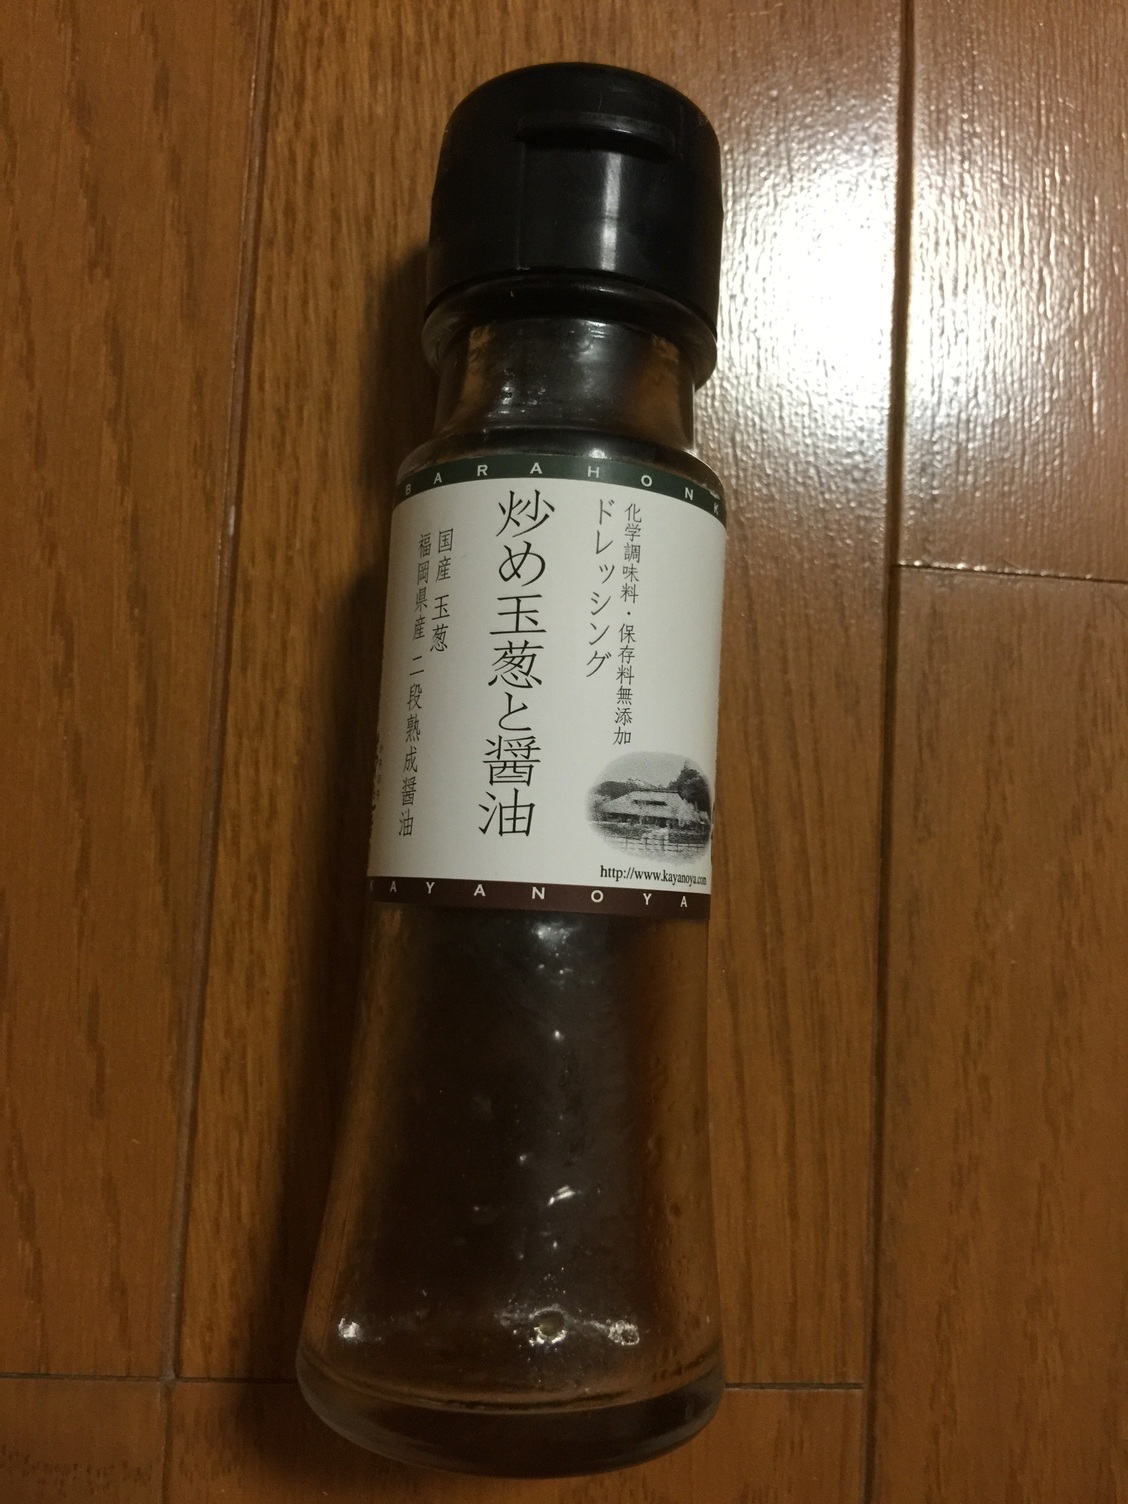 BARAHONK
化学調味料・保存料無添加
ドレッシング
炒め玉葱と醤油
国産 玉葱
福岡県産 二段熟成醤油
http://www.kayanoya.com
KAYANOYA